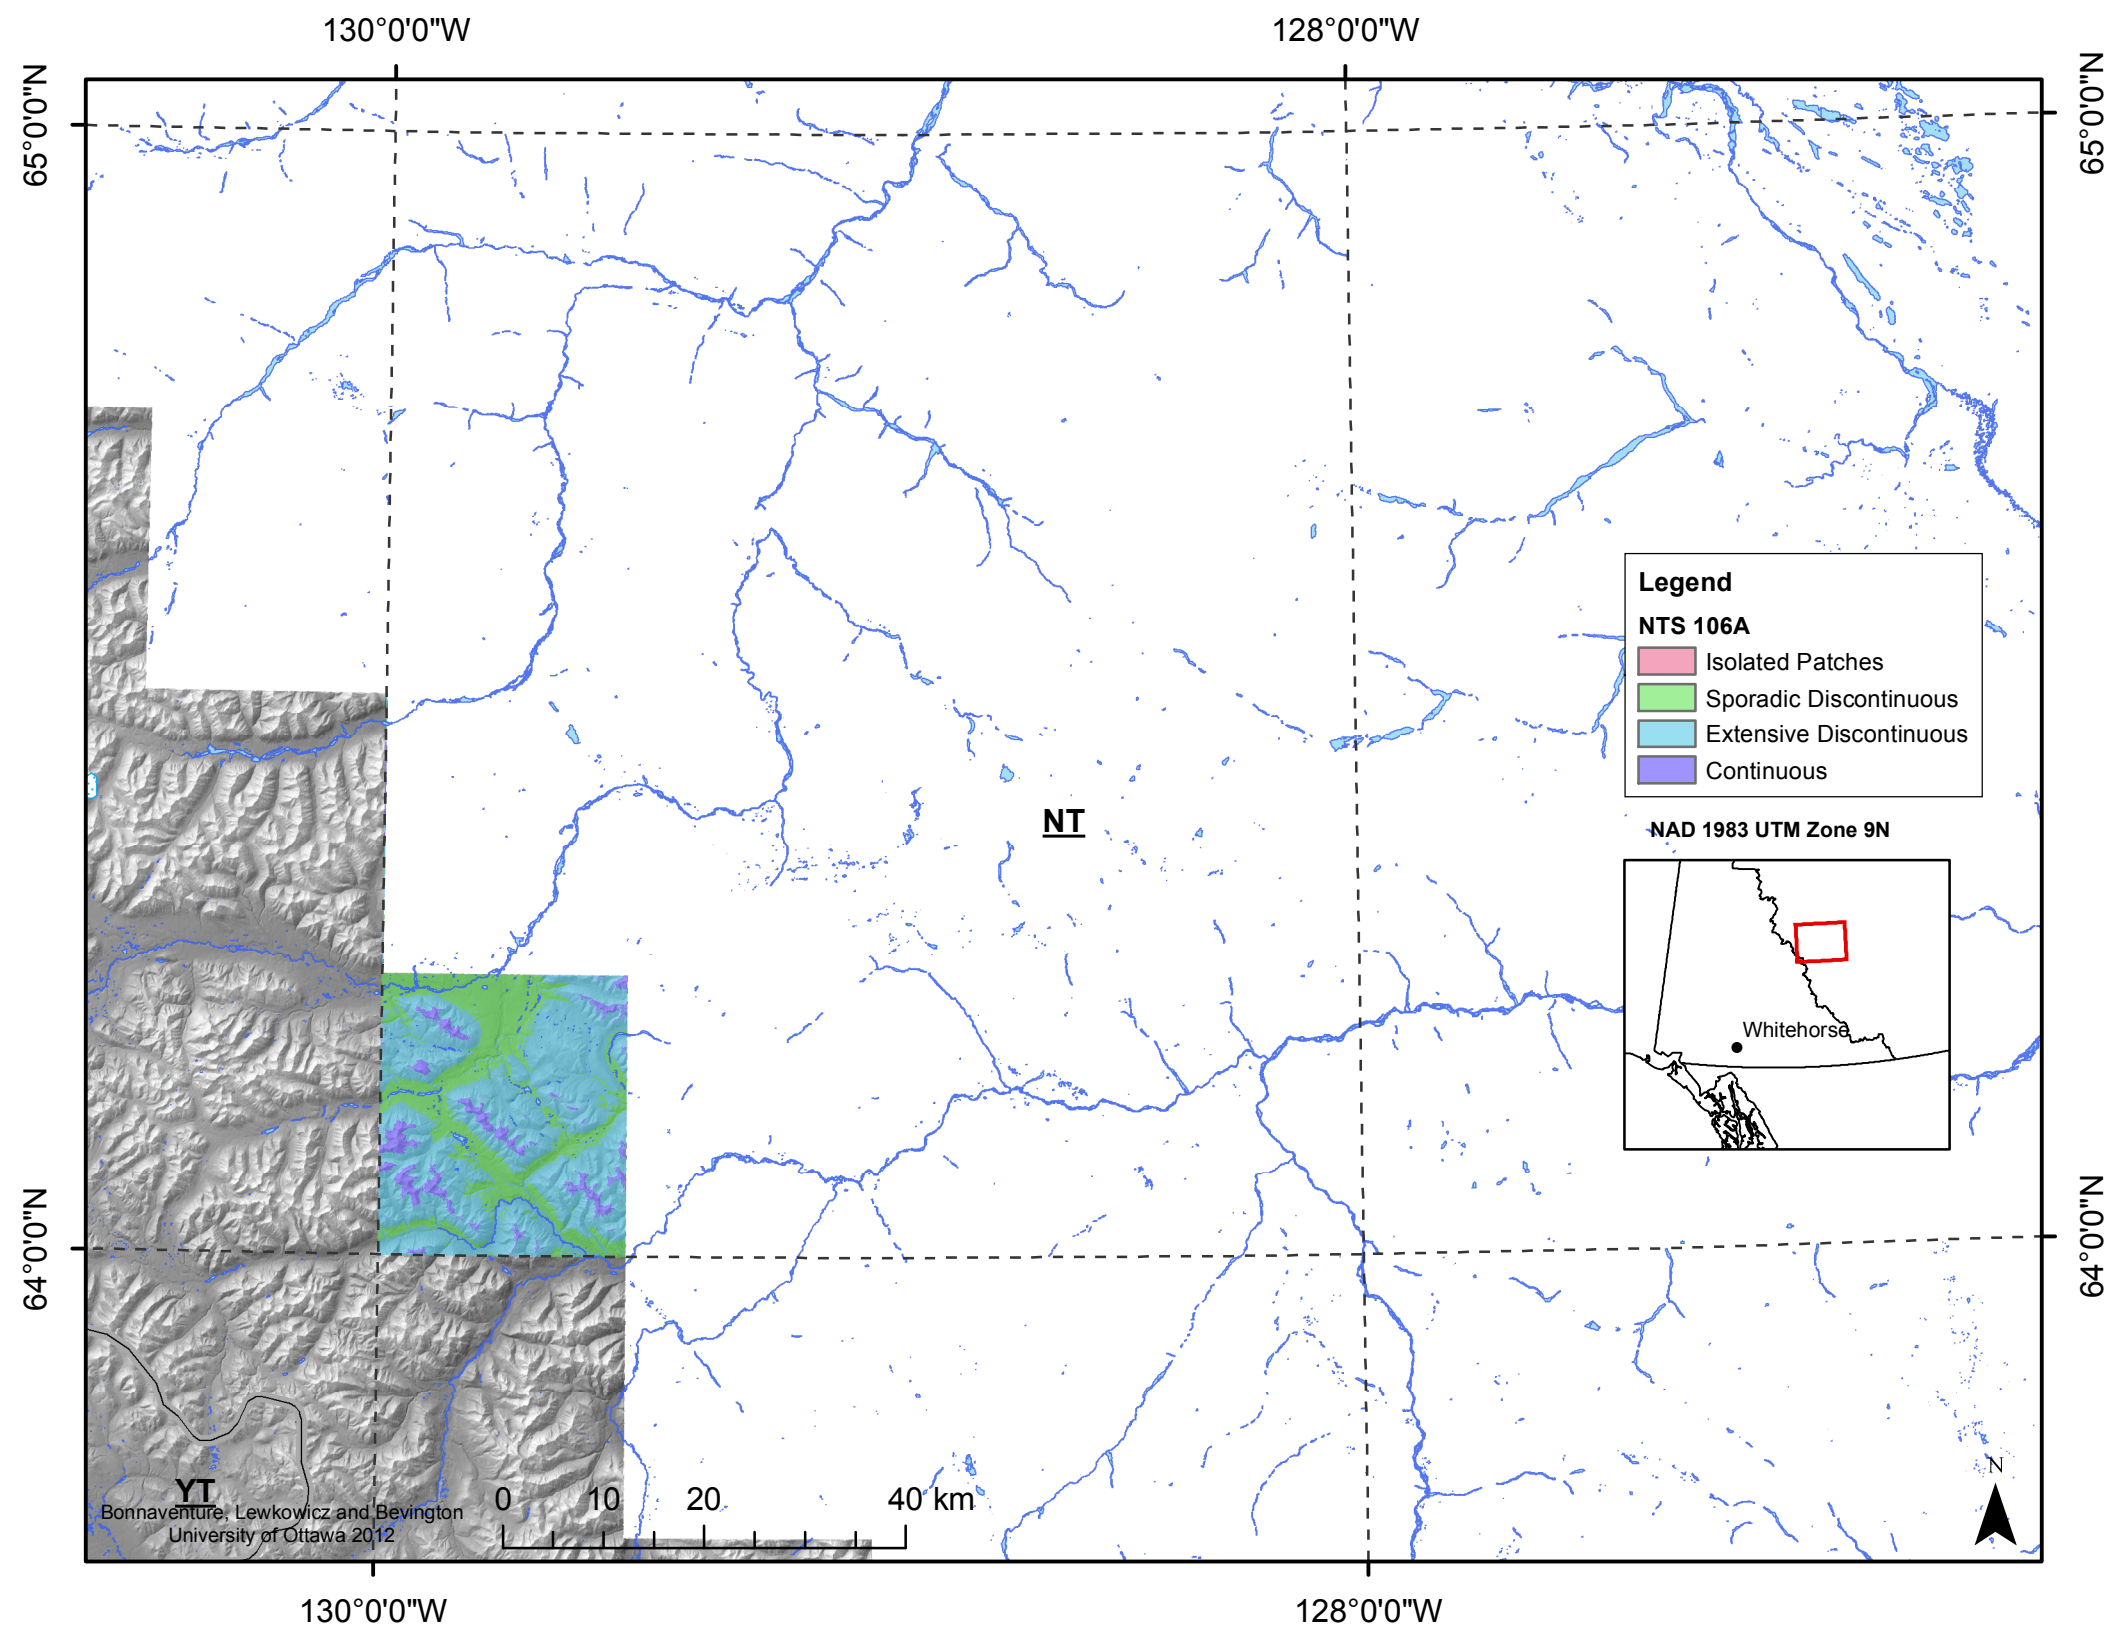 130°0'0"W
128°0'0"W
65°0'0"N
65°0'0"N
Legend
NTS 106A
Isolated Patches
Sporadic Discontinuous
Extensive Discontinuous
Continuous
NT
NAD 1983 UTM Zone 9N
Whitehorse
64°0'0"N
64°0'0"N
N
YT
Bonnaventure, Lewkowicz and Bevington
University of Ottawa 2012
0 10 20 40 km
130°0'0"W
128°0'0"W